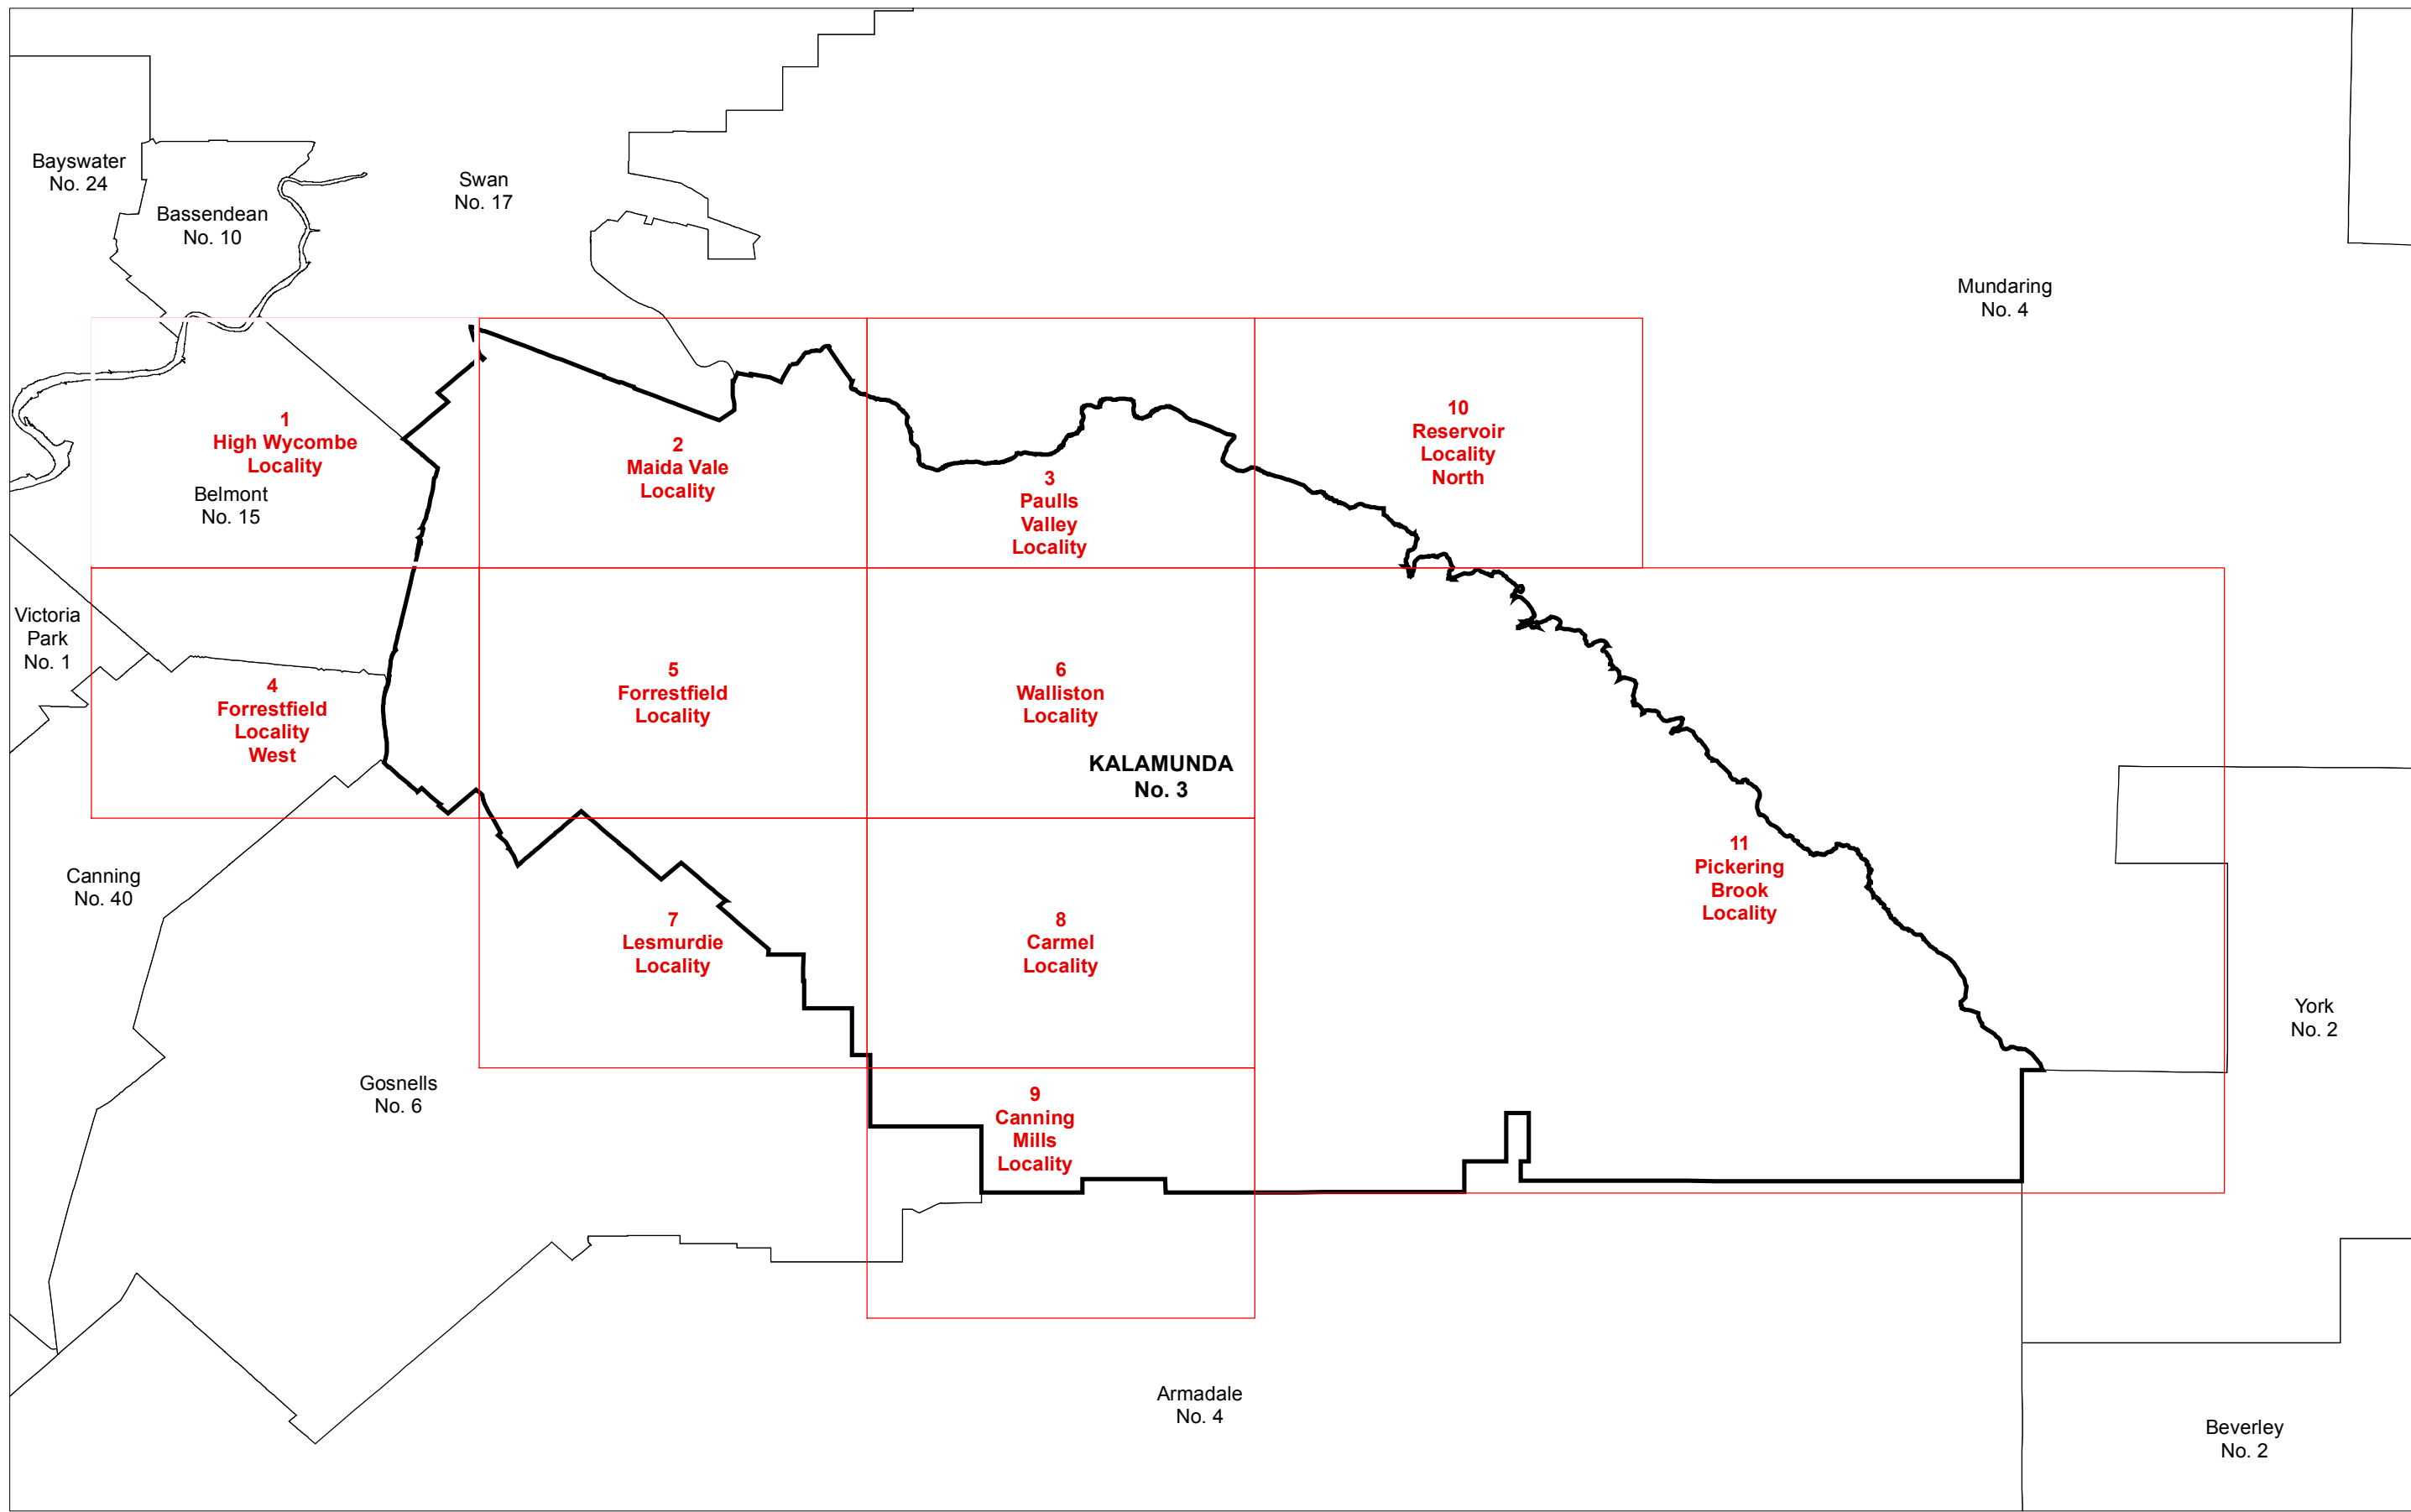 Bayswater
No. 24
Bassendean
No. 10
Swan
No. 17
Mundaring
No. 4
1
High Wycombe
Locality
Belmont
No. 15
2
Maida Vale
Locality
3
Paulls
Valley
Locality
10
Reservoir
Locality
North
Victoria
Park
No. 1
4
Forrestfield
Locality
West
5
Forrestfield
Locality
6
Walliston
Locality
KALAMUNDA
No. 3
Canning
No. 40
7
Lesmurdie
Locality
8
Carmel
Locality
11
Pickering
Brook
Locality
York
No. 2
Gosnells
No. 6
9
Canning
Mills
Locality
Armadale
No. 4
Beverley
No. 2